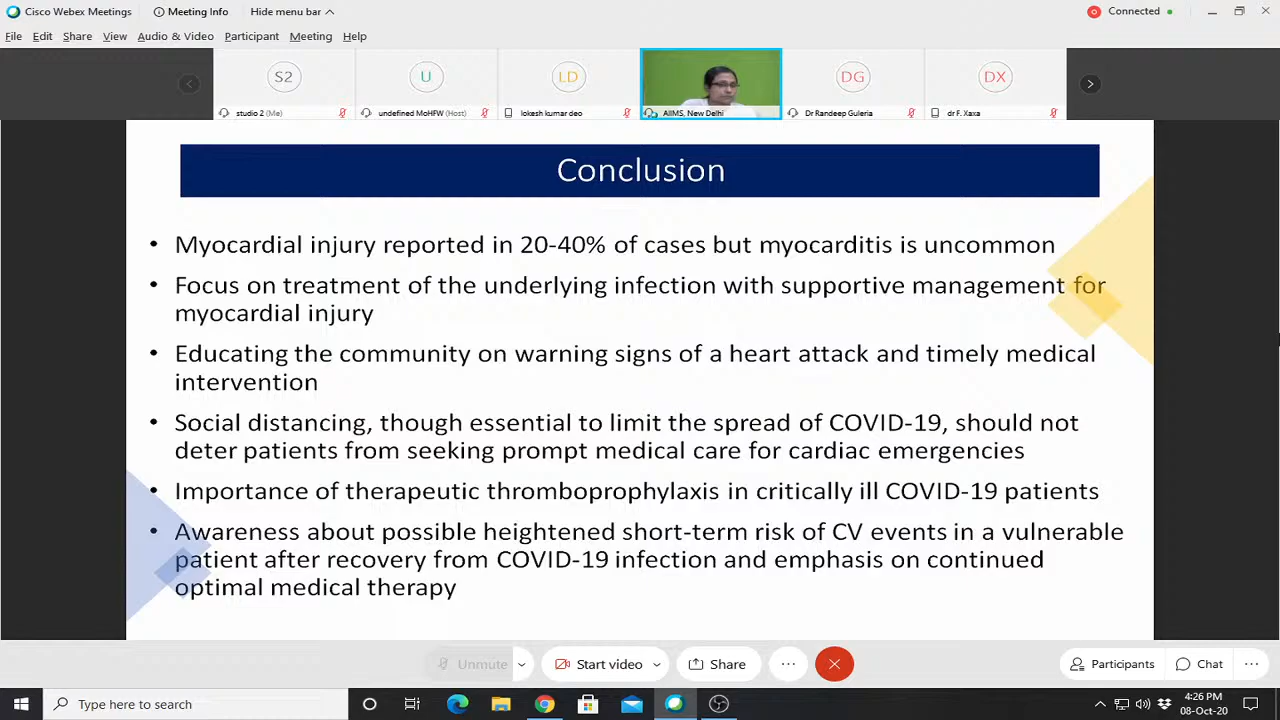 Cisco Webex Meetings Meeting Info Hide menu bar Connected
File Edit Share View Audio & Video Participant Meeting Help
S2 U LD DG DX
studio 2 (Me) undefined MoHFW (Host) lokesh kumar deo AIIMS, New Delhi Dr Randeep Guleria dr F. Xaxa
Conclusion
• Myocardial injury reported in 20-40% of cases but myocarditis is uncommon
• Focus on treatment of the underlying infection with supportive management for
myocardial injury
• Educating the community on warning signs of a heart attack and timely medical
intervention
• Social distancing, though essential to limit the spread of COVID-19, should not
deter patients from seeking prompt medical care for cardiac emergencies
• Importance of therapeutic thromboprophylaxis in critically ill COVID-19 patients
• Awareness about possible heightened short-term risk of CV events in a vulnerable
patient after recovery from COVID-19 infection and emphasis on continued
optimal medical therapy
Unmute Start video Share Participants Chat
Type here to search
4:26 PM
08-Oct-20